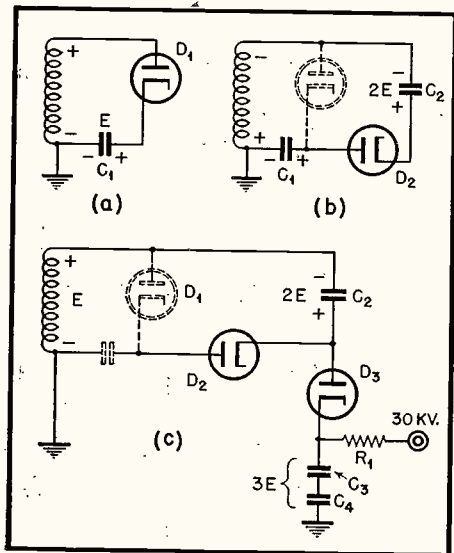 +
D₁
E
-
- +
C₁
(a)
-
-
2E
C₂
+
+
- +
C₁
D₂
(b)
+
-
E
D₁
2E
C₂
+
-
D₂
D₃
(c)
30 KV.
R₁
3E
C₃
C₄